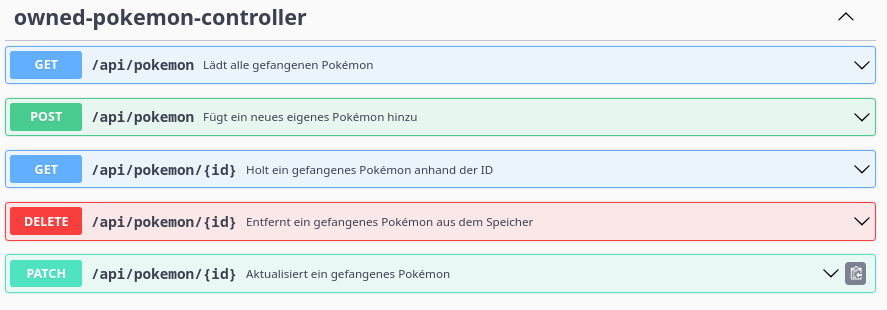 owned-pokemon-controller
GET /api/pokemon Lädt alle gefangenen Pokémon
POST /api/pokemon Fügt ein neues eigenes Pokémon hinzu
GET /api/pokemon/{id} Holt ein gefangenes Pokémon anhand der ID
DELETE /api/pokemon/{id} Entfernt ein gefangenes Pokémon aus dem Speicher
PATCH /api/pokemon/{id} Aktualisiert ein gefangenes Pokémon